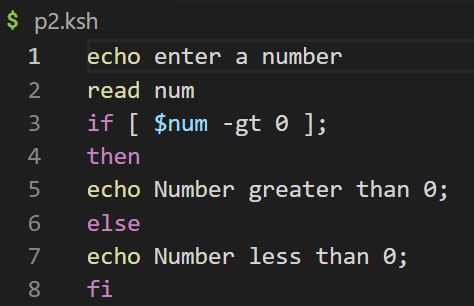 $ p2.ksh
1 echo enter a number
2 read num
3 if [ $num -gt 0 ];
4 then
5 echo Number greater than 0;
6 else
7 echo Number less than 0;
8 fi